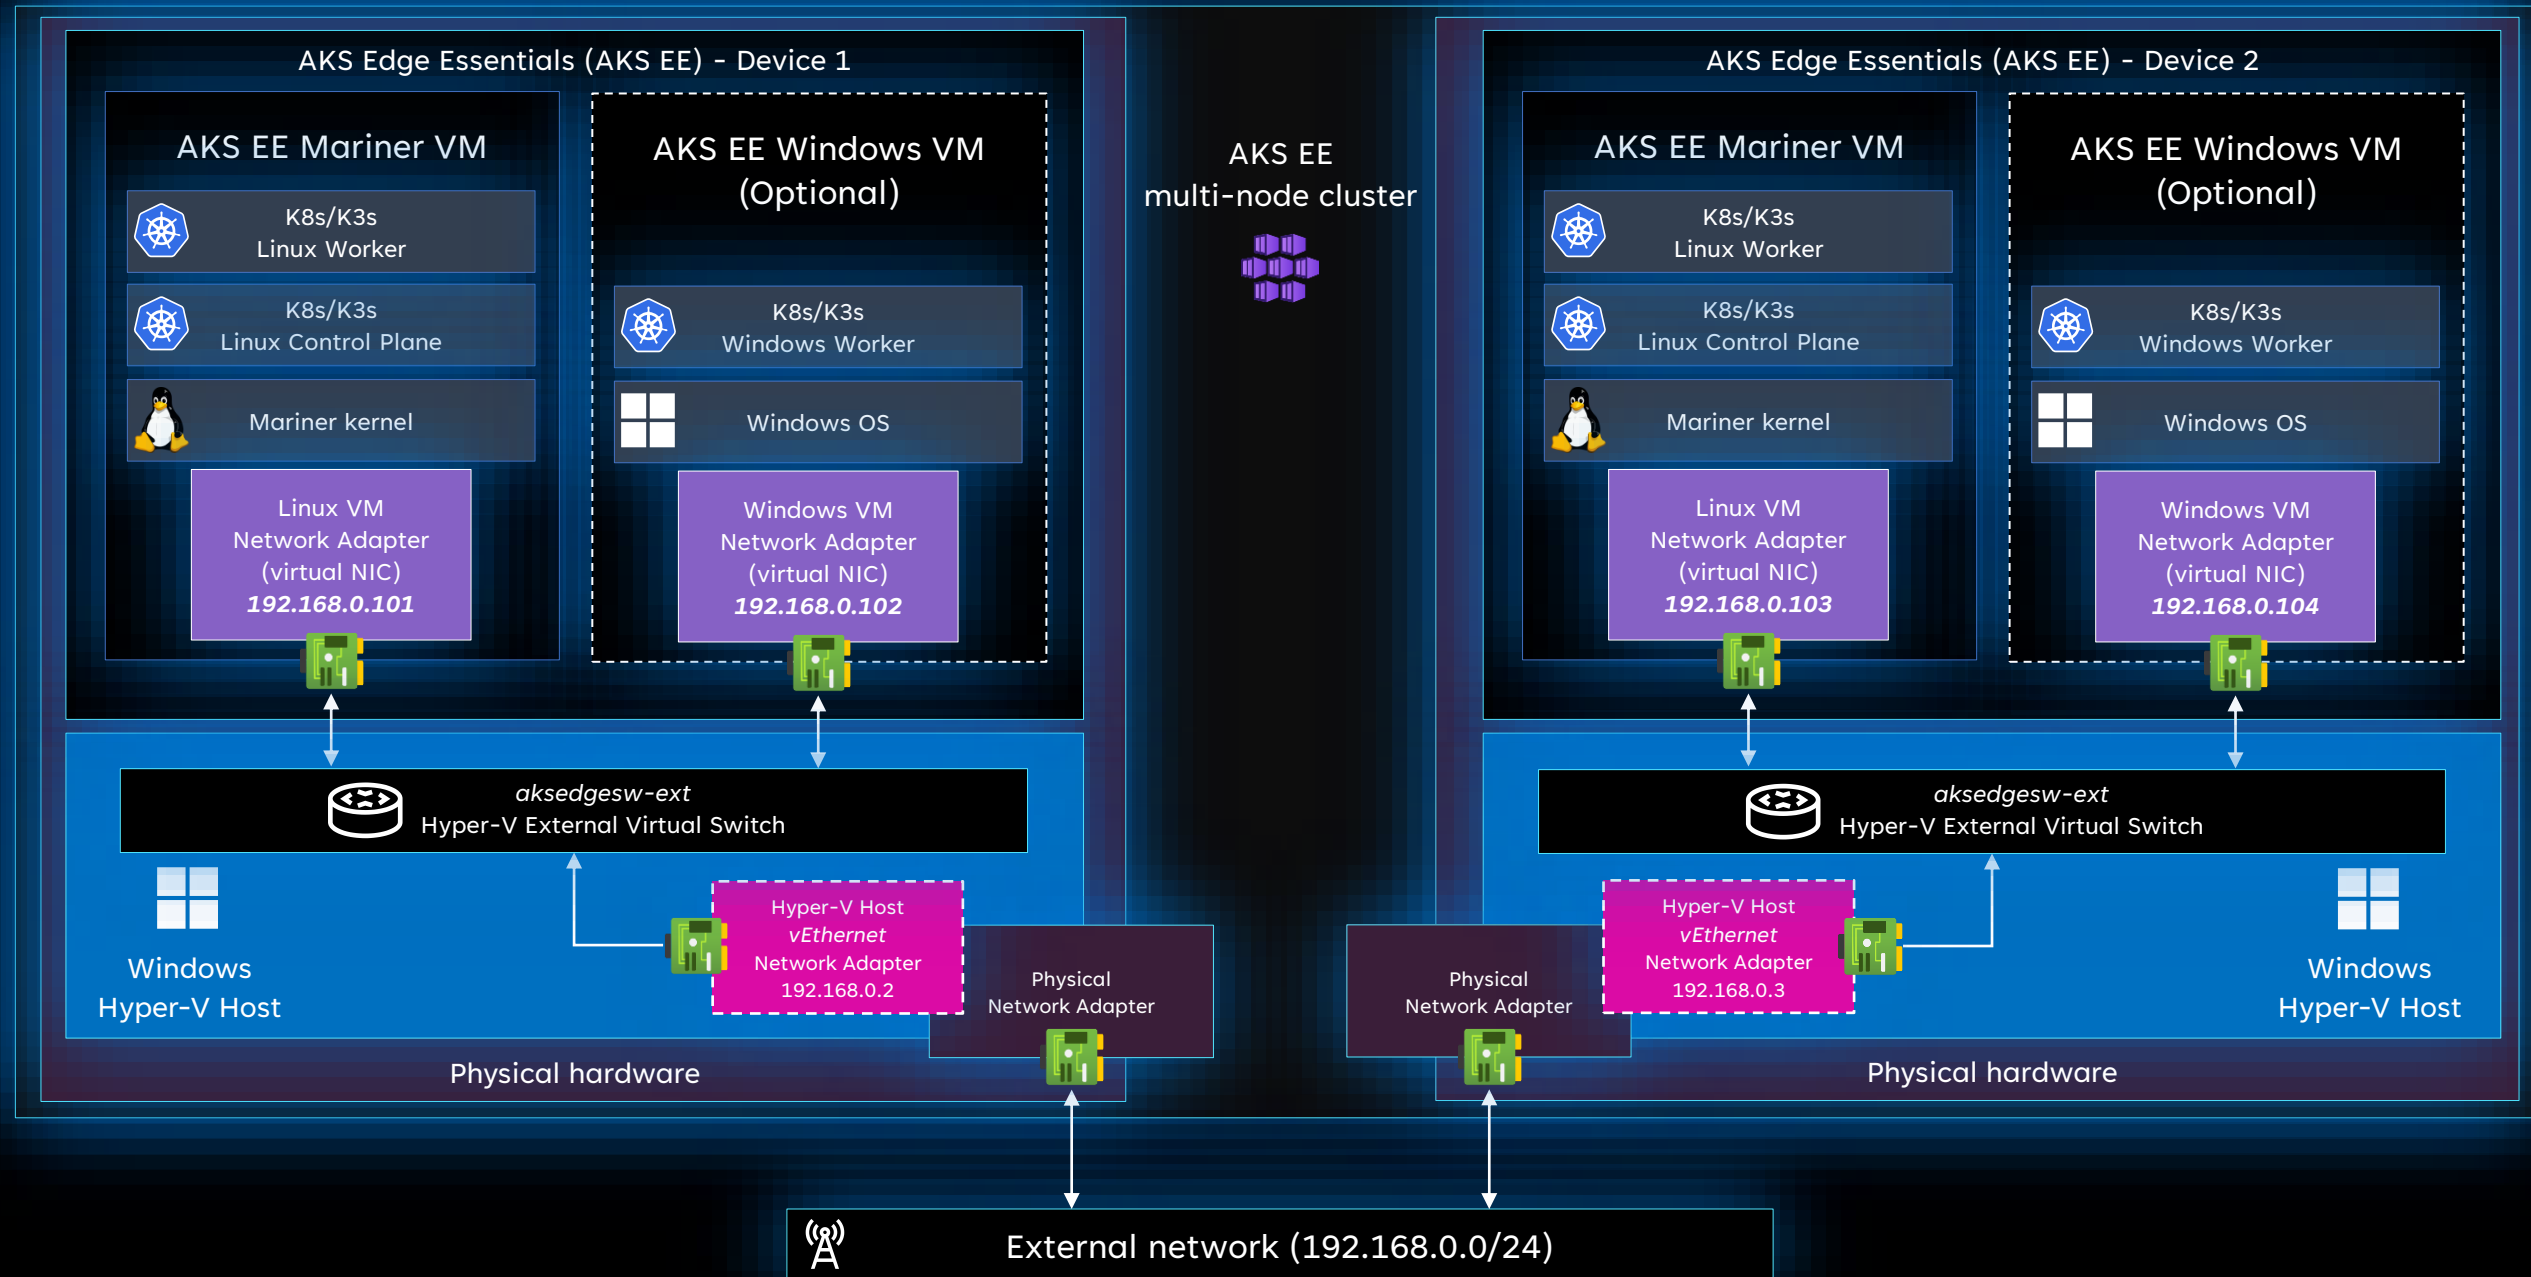 AKS Edge Essentials (AKS EE) - Device 1
AKS EE Mariner VM
K8s/K3s
Linux Worker
K8s/K3s
Linux Control Plane
Mariner kernel
Linux VM
Network Adapter
(virtual NIC)
192.168.0.101
AKS EE Windows VM
(Optional)
K8s/K3s
Windows Worker
Windows OS
Windows VM
Network Adapter
(virtual NIC)
192.168.0.102
aksedgesw-ext
Hyper-V External Virtual Switch
Windows
Hyper-V Host
Hyper-V Host
vEthernet
Network Adapter
192.168.0.2
Physical
Network Adapter
Physical hardware
AKS EE
multi-node cluster
AKS Edge Essentials (AKS EE) - Device 2
AKS EE Mariner VM
K8s/K3s
Linux Worker
K8s/K3s
Linux Control Plane
Mariner kernel
Linux VM
Network Adapter
(virtual NIC)
192.168.0.103
AKS EE Windows VM
(Optional)
K8s/K3s
Windows Worker
Windows OS
Windows VM
Network Adapter
(virtual NIC)
192.168.0.104
aksedgesw-ext
Hyper-V External Virtual Switch
Physical
Network Adapter
Hyper-V Host
vEthernet
Network Adapter
192.168.0.3
Windows
Hyper-V Host
Physical hardware
External network (192.168.0.0/24)